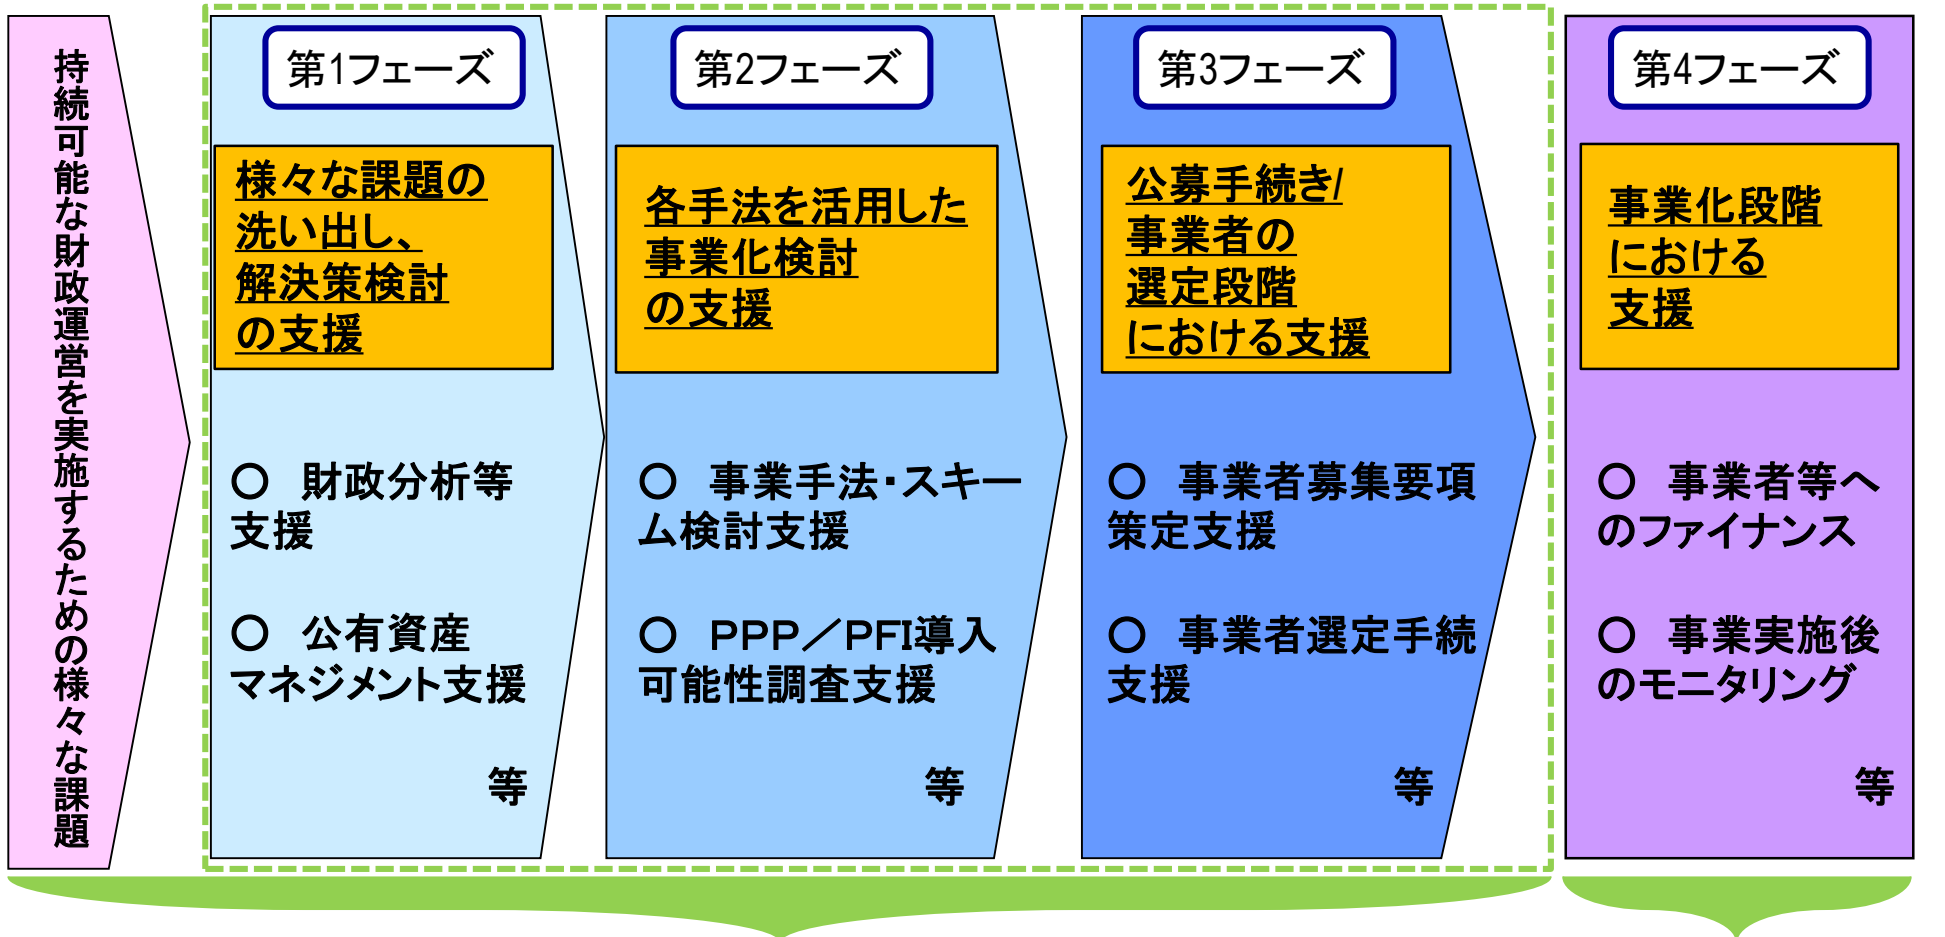 持続可能な財政運営を実施するための様々な課題
第1フェーズ
様々な課題の
洗い出し、
解決策検討
の支援
〇　財政分析等
支援
〇　公有資産
マネジメント支援
等
第2フェーズ
各手法を活用した
事業化検討
の支援
〇　事業手法・スキー
ム検討支援
〇　PPP／PFI導入
可能性調査支援
等
第3フェーズ
公募手続き/
事業者の
選定段階
における支援
〇　事業者募集要項
策定支援
〇　事業者選定手続
支援
等
第4フェーズ
事業化段階
における
支援
〇　事業者等へ
のファイナンス
〇　事業実施後
のモニタリング
等